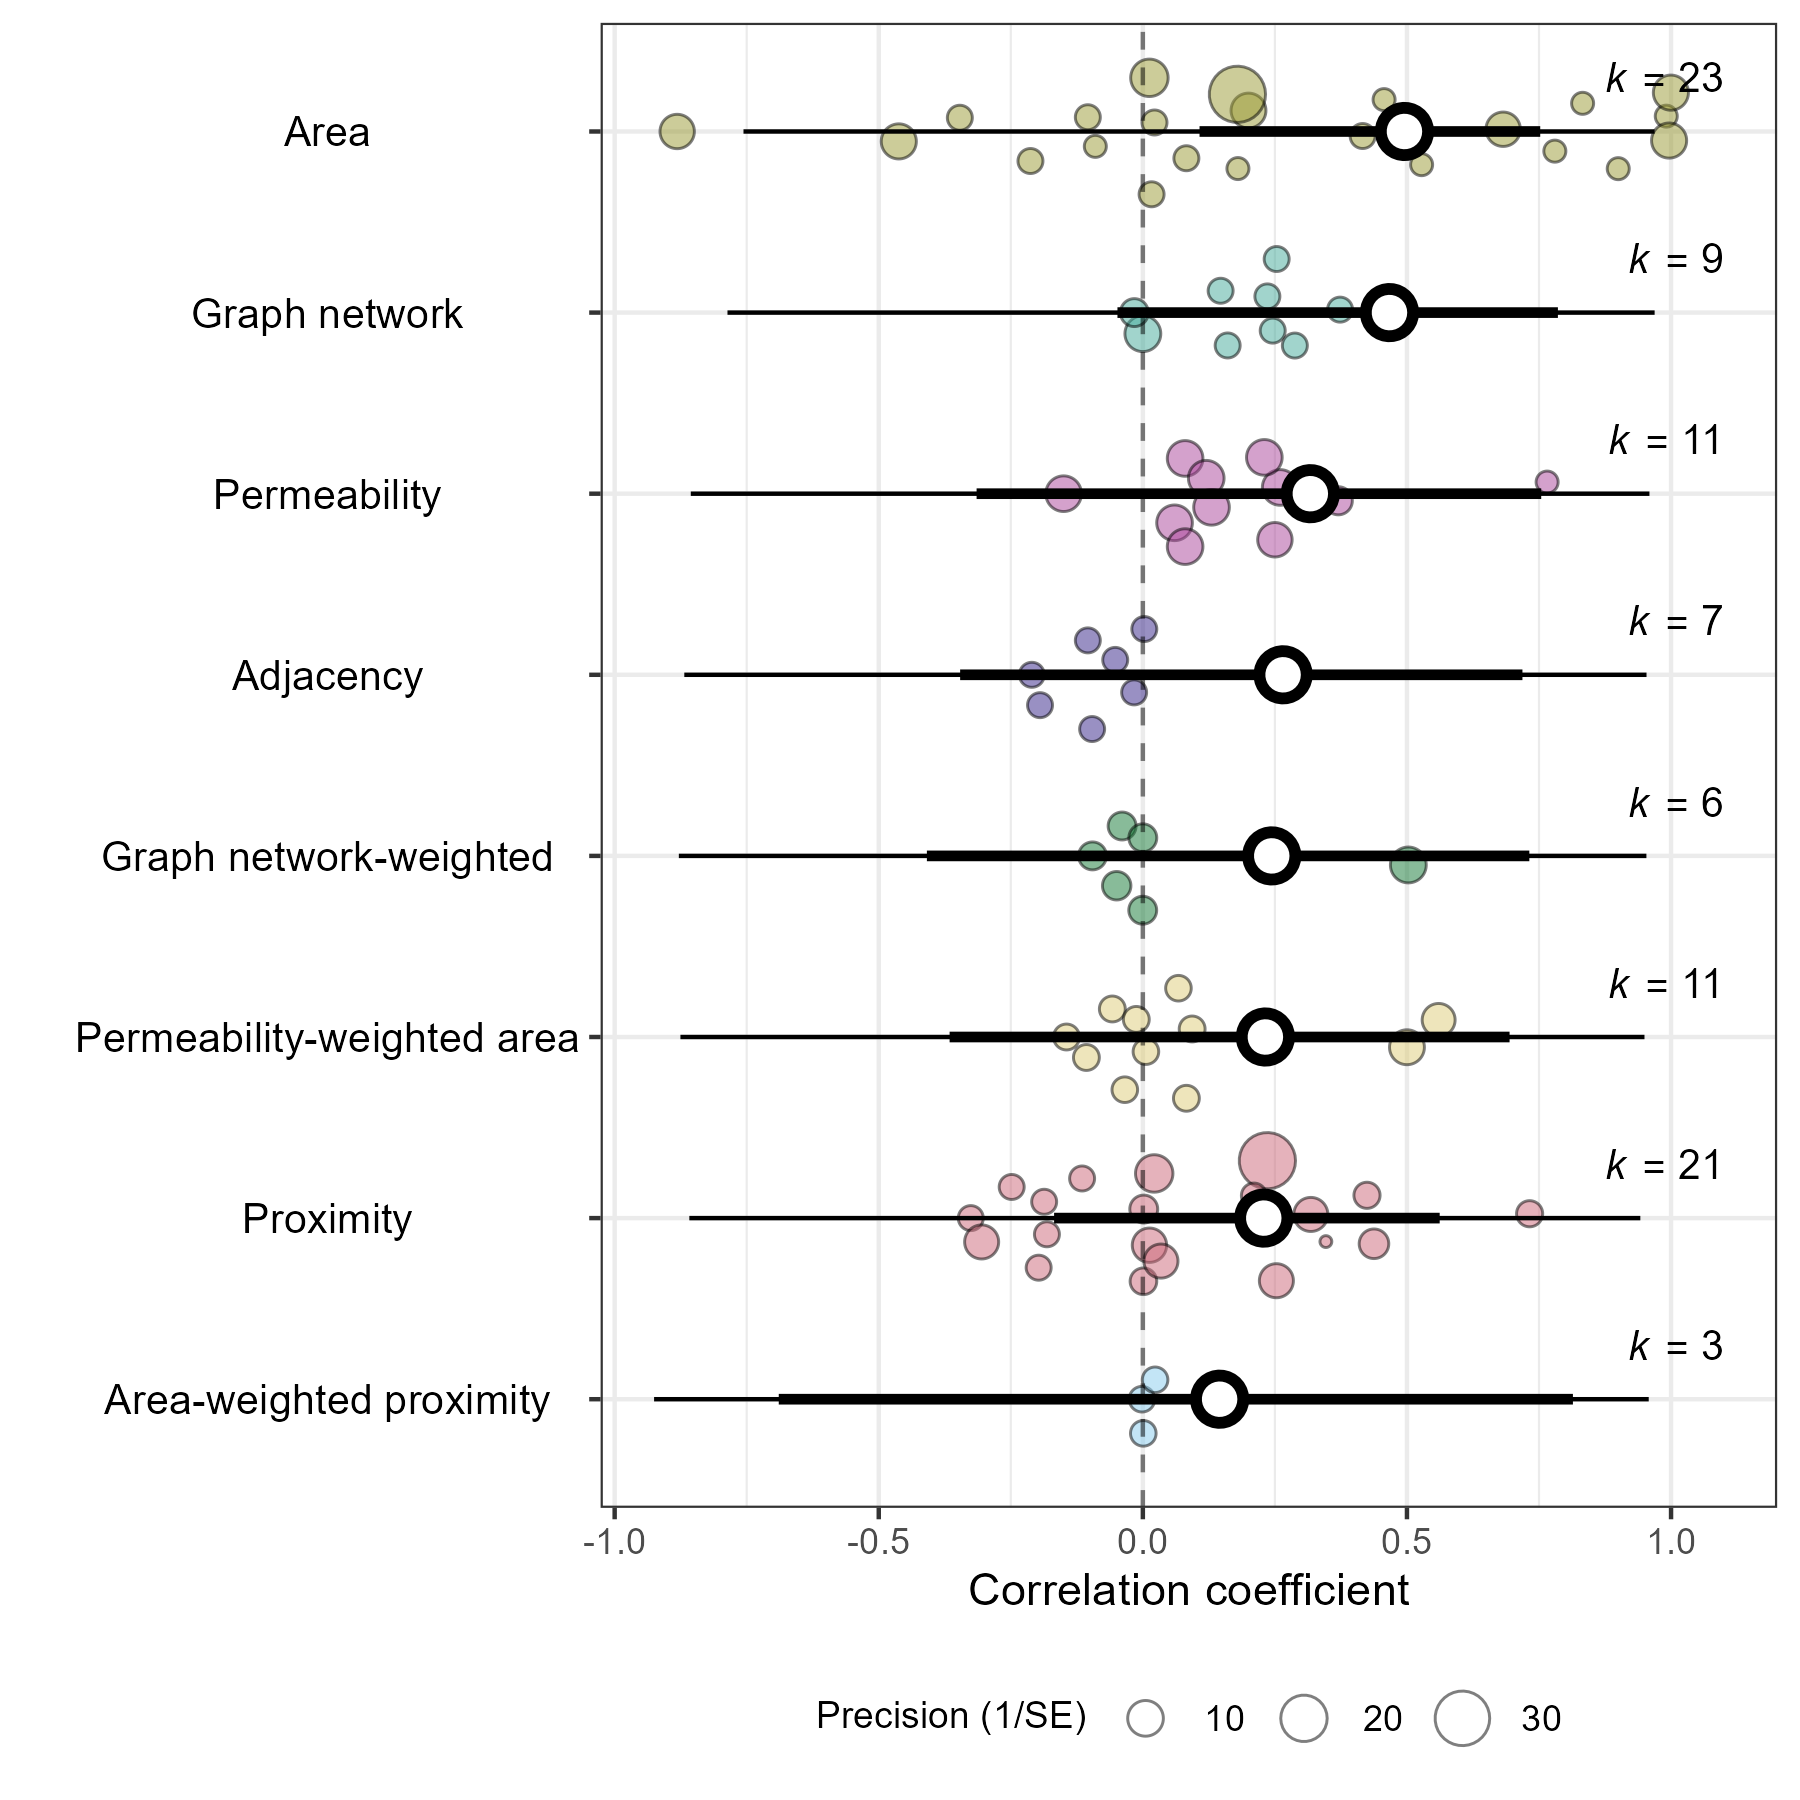 k = 23
Area
k = 9
Graph network
k = 11
Permeability
k = 7
Adjacency
k = 6
Graph network-weighted
k = 11
Permeability-weighted area
k = 21
Proximity
k = 3
Area-weighted proximity
-1.0 -0.5 0.0 0.5 1.0
Correlation coefficient
Precision (1/SE) 10 20 30